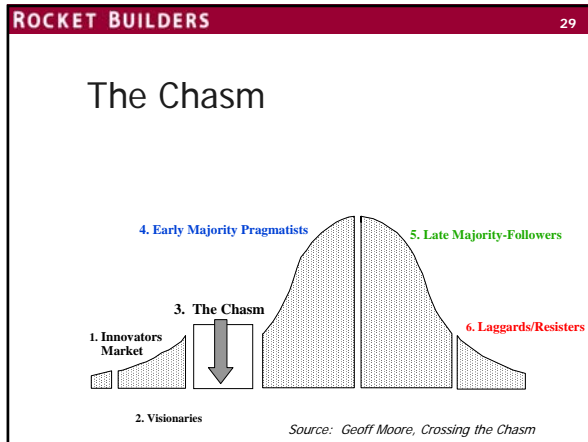 ROCKET BUILDERS 29
The Chasm
4. Early Majority Pragmatists
5. Late Majority-Followers
3. The Chasm
1. Innovators
Market
6. Laggards/Resisters
2. Visionaries
Source: Geoff Moore, Crossing the Chasm